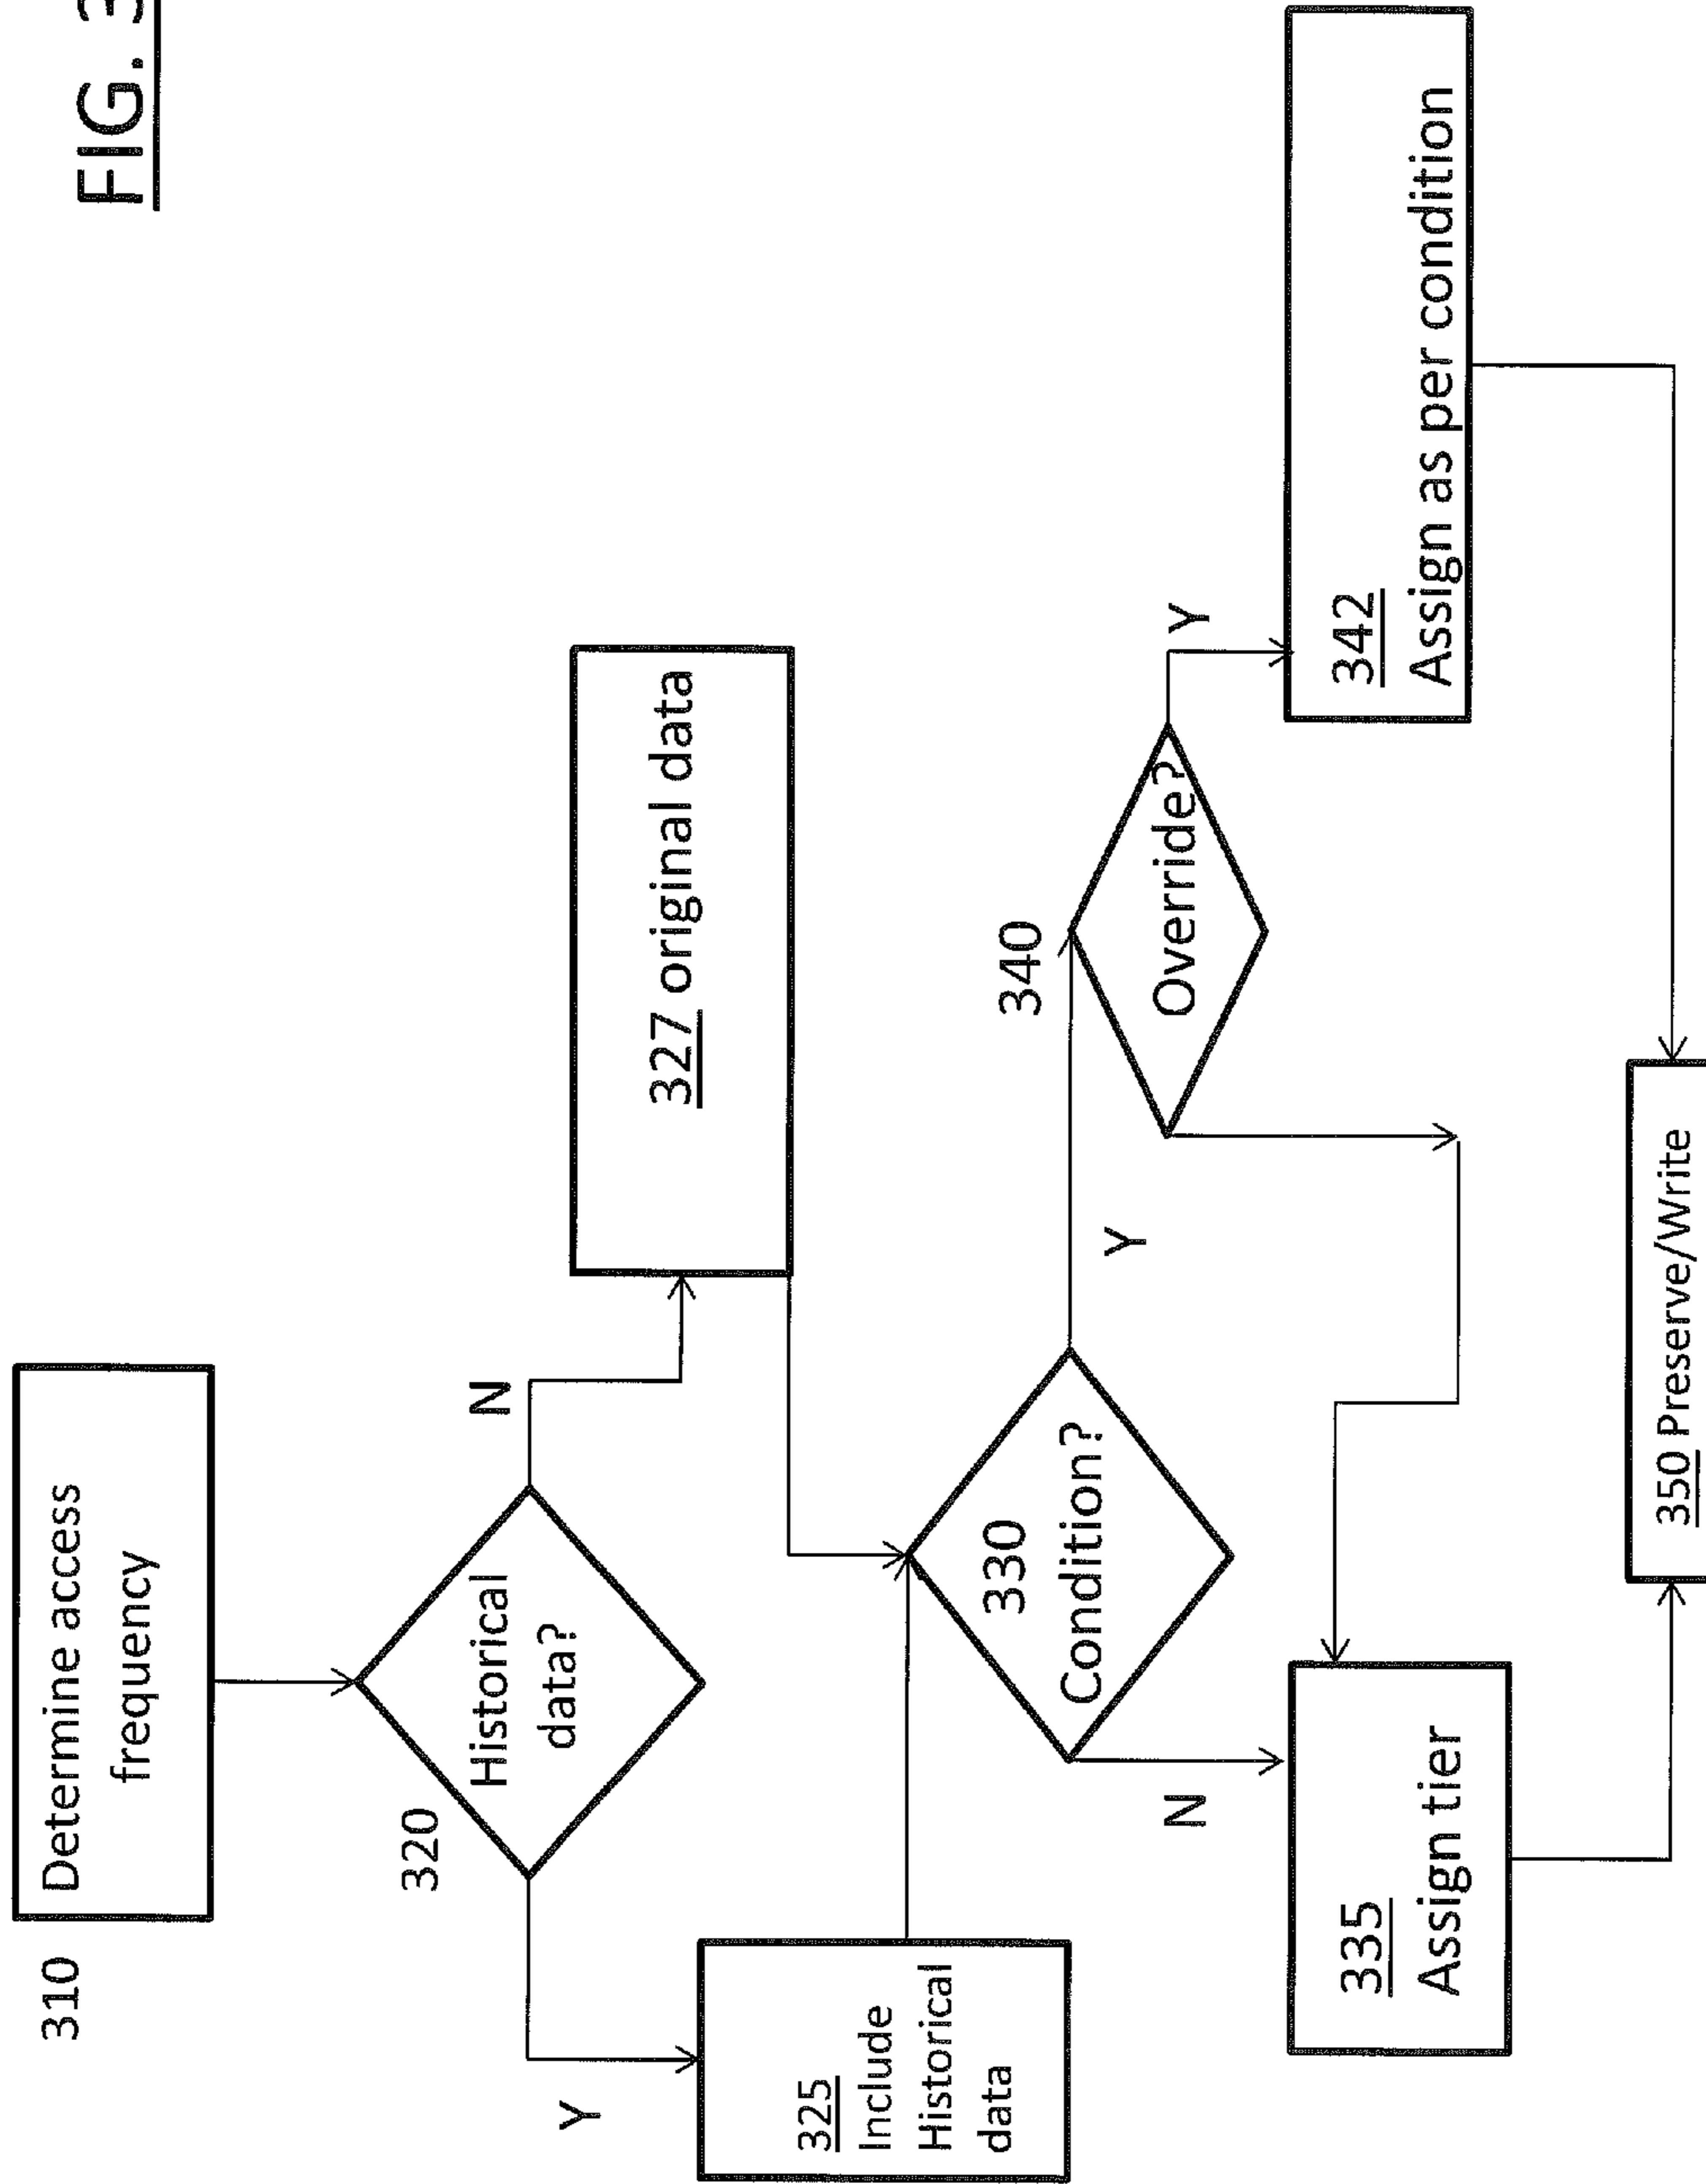 FIG. 3
310 Determine access
frequency
320
Historical
data?
Y
N
325
Include
Historical
data
327 original data
330
Condition?
N
Y
340
Override?
Y
335
Assign tier
342
Assign as per condition
350 Preserve/Write